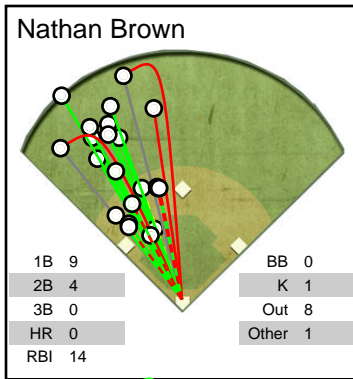 Nathan Brown
1B 9 BB 0
2B 4 K 1
3B 0 Out 8
HR 0 Other 1
RBI 14